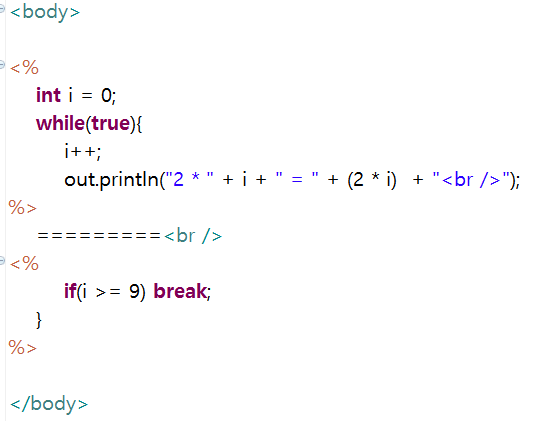 <body>
<%
int i = 0;
while(true){
i++;
out.println("2 * " + i + " = " + (2 * i)  + "<br />");
%>
=========<br />
<%
if(i >= 9) break;
}
%>
</body>